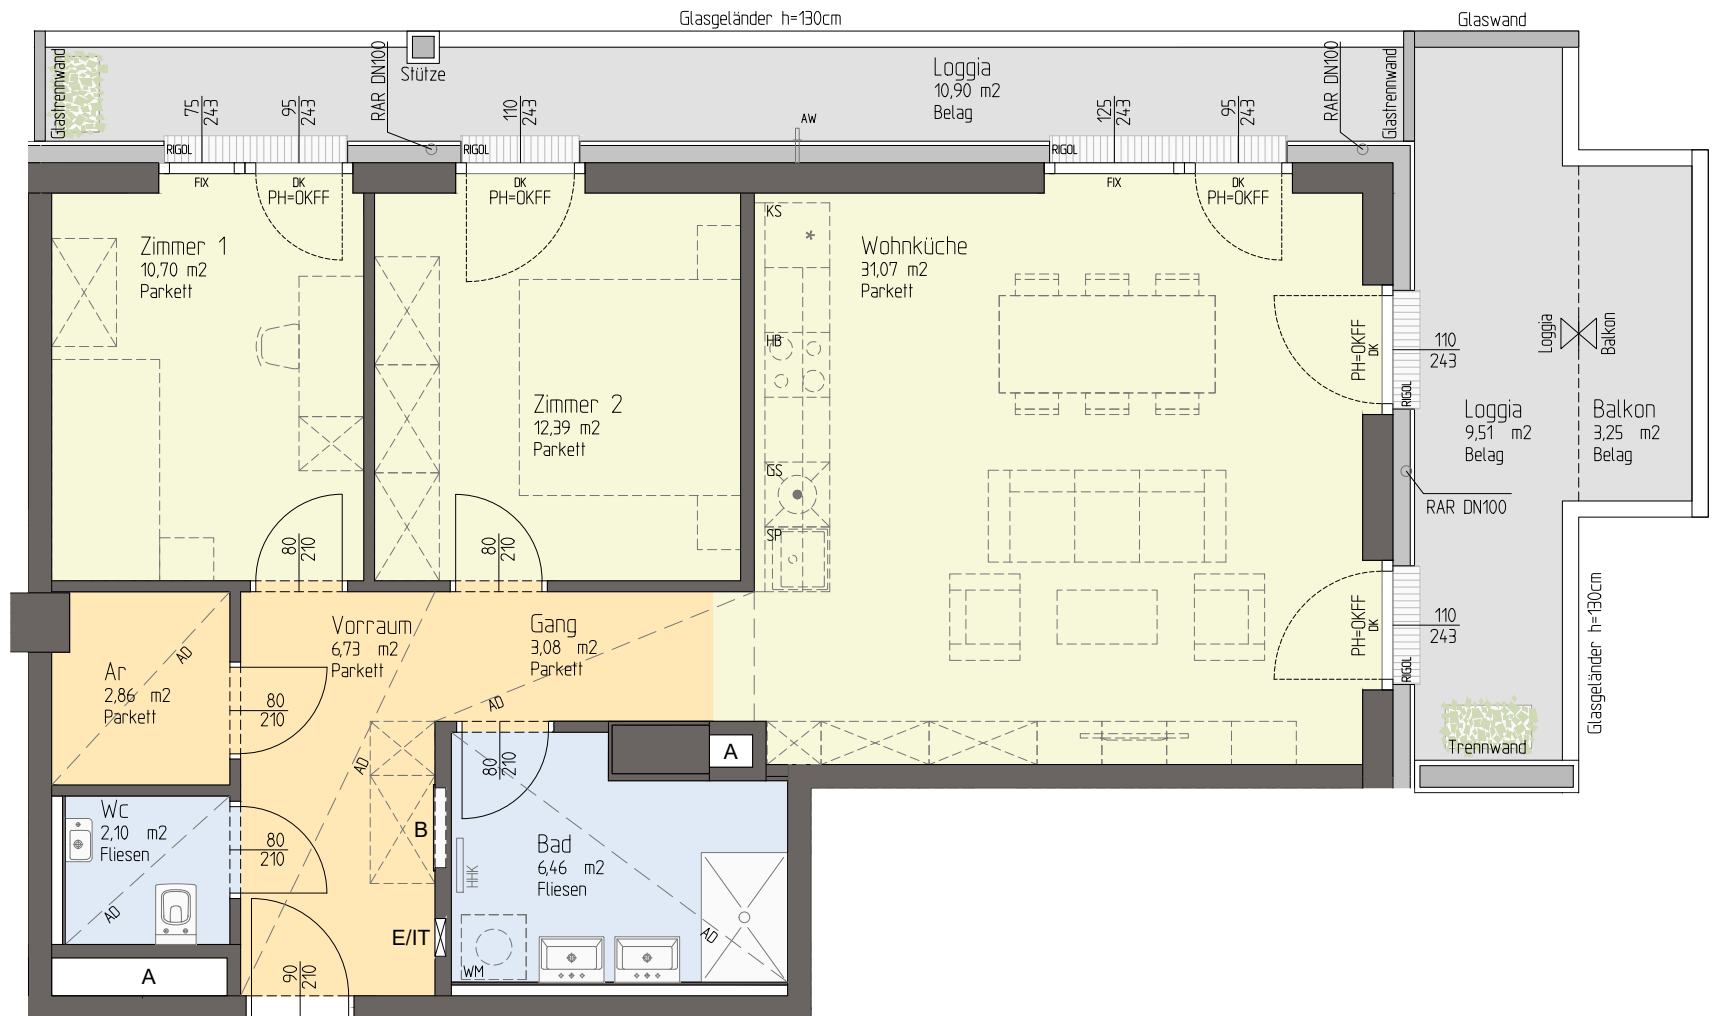 Glasgeländer h=130cm
Glaswand
Glastrennwand
RAR DN100
Stütze
Loggia
10,90 m2
Belag
RAR DN100
Glastrennwand
75
243
95
243
110
243
AW
125
243
95
243
RIGOL
RIGOL
RIGOL
FIX
DK
PH=OKFF
DK
PH=OKFF
FIX
DK
PH=OKFF
Zimmer 1
10,70 m2
Parkett
KS
*
Wohnküche
31,07 m2
Parkett
HB
PH=OKFF
DK
110
243
RIGOL
Loggia
Balkon
Zimmer 2
12,39 m2
Parkett
Loggia
9,51 m2
Belag
Balkon
3,25 m2
Belag
GS
SP
RAR DN100
80
210
80
210
Vorraum
6,73 m2
Parkett
Gang
3,08 m2
Parkett
PH=OKFF
DK
110
243
RIGOL
Glasgeländer h=130cm
AD
Ar
2,86 m2
Parkett
80
210
AD
AD
80
210
A
Trennwand
Wc
2,10 m2
Fliesen
80
210
B
Bad
6,46 m2
Fliesen
HHK
AD
E/IT
AD
WM
A
90
210